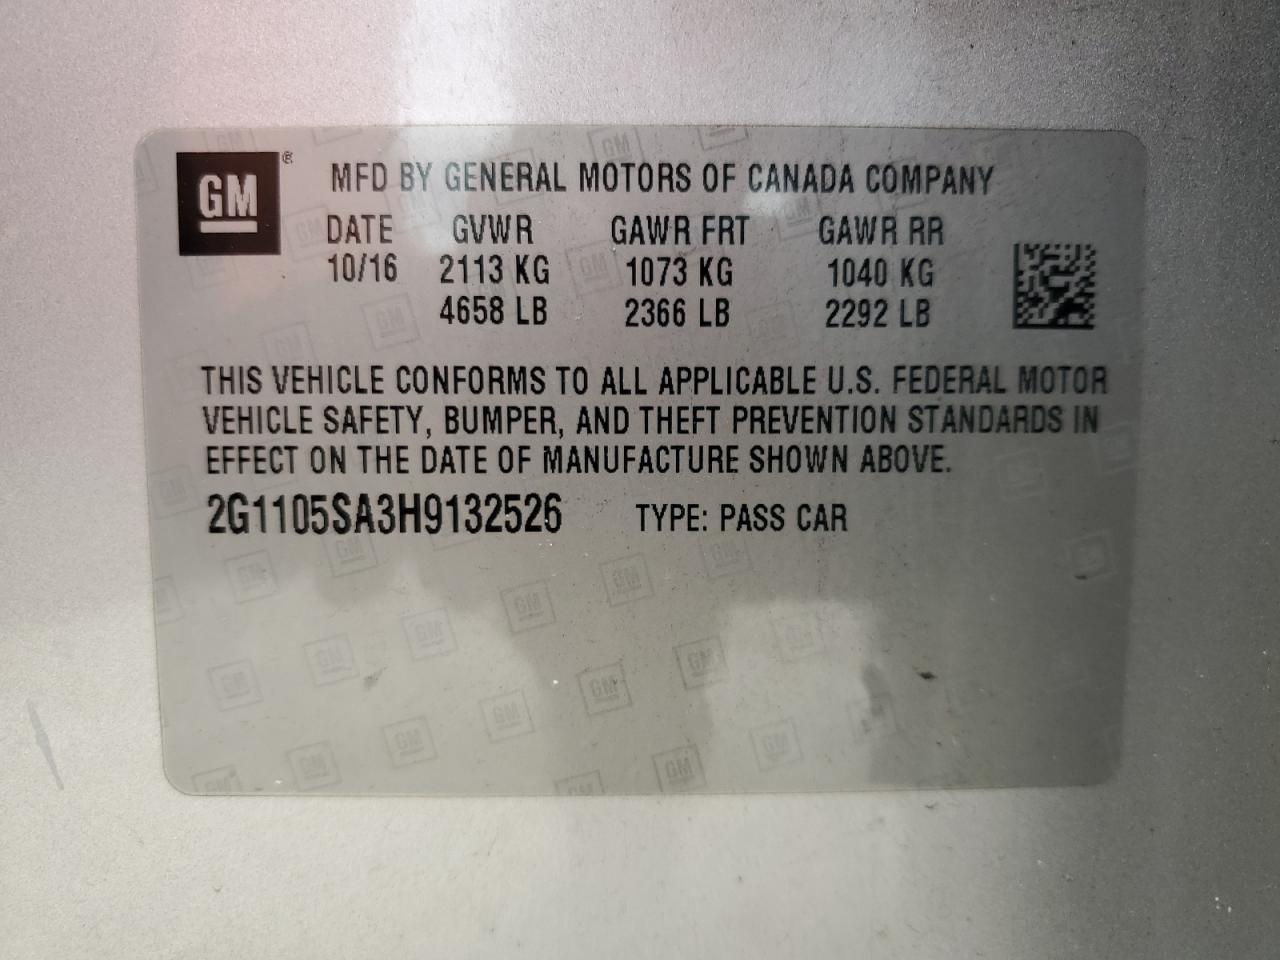 GM ®
MFD BY GENERAL MOTORS OF CANADA COMPANY
DATE GVWR GAWR FRT GAWR RR
10/16 2113 KG 1073 KG 1040 KG
4658 LB 2366 LB 2292 LB
THIS VEHICLE CONFORMS TO ALL APPLICABLE U.S. FEDERAL MOTOR
VEHICLE SAFETY, BUMPER, AND THEFT PREVENTION STANDARDS IN
EFFECT ON THE DATE OF MANUFACTURE SHOWN ABOVE.
2G1105SA3H9132526 TYPE: PASS CAR